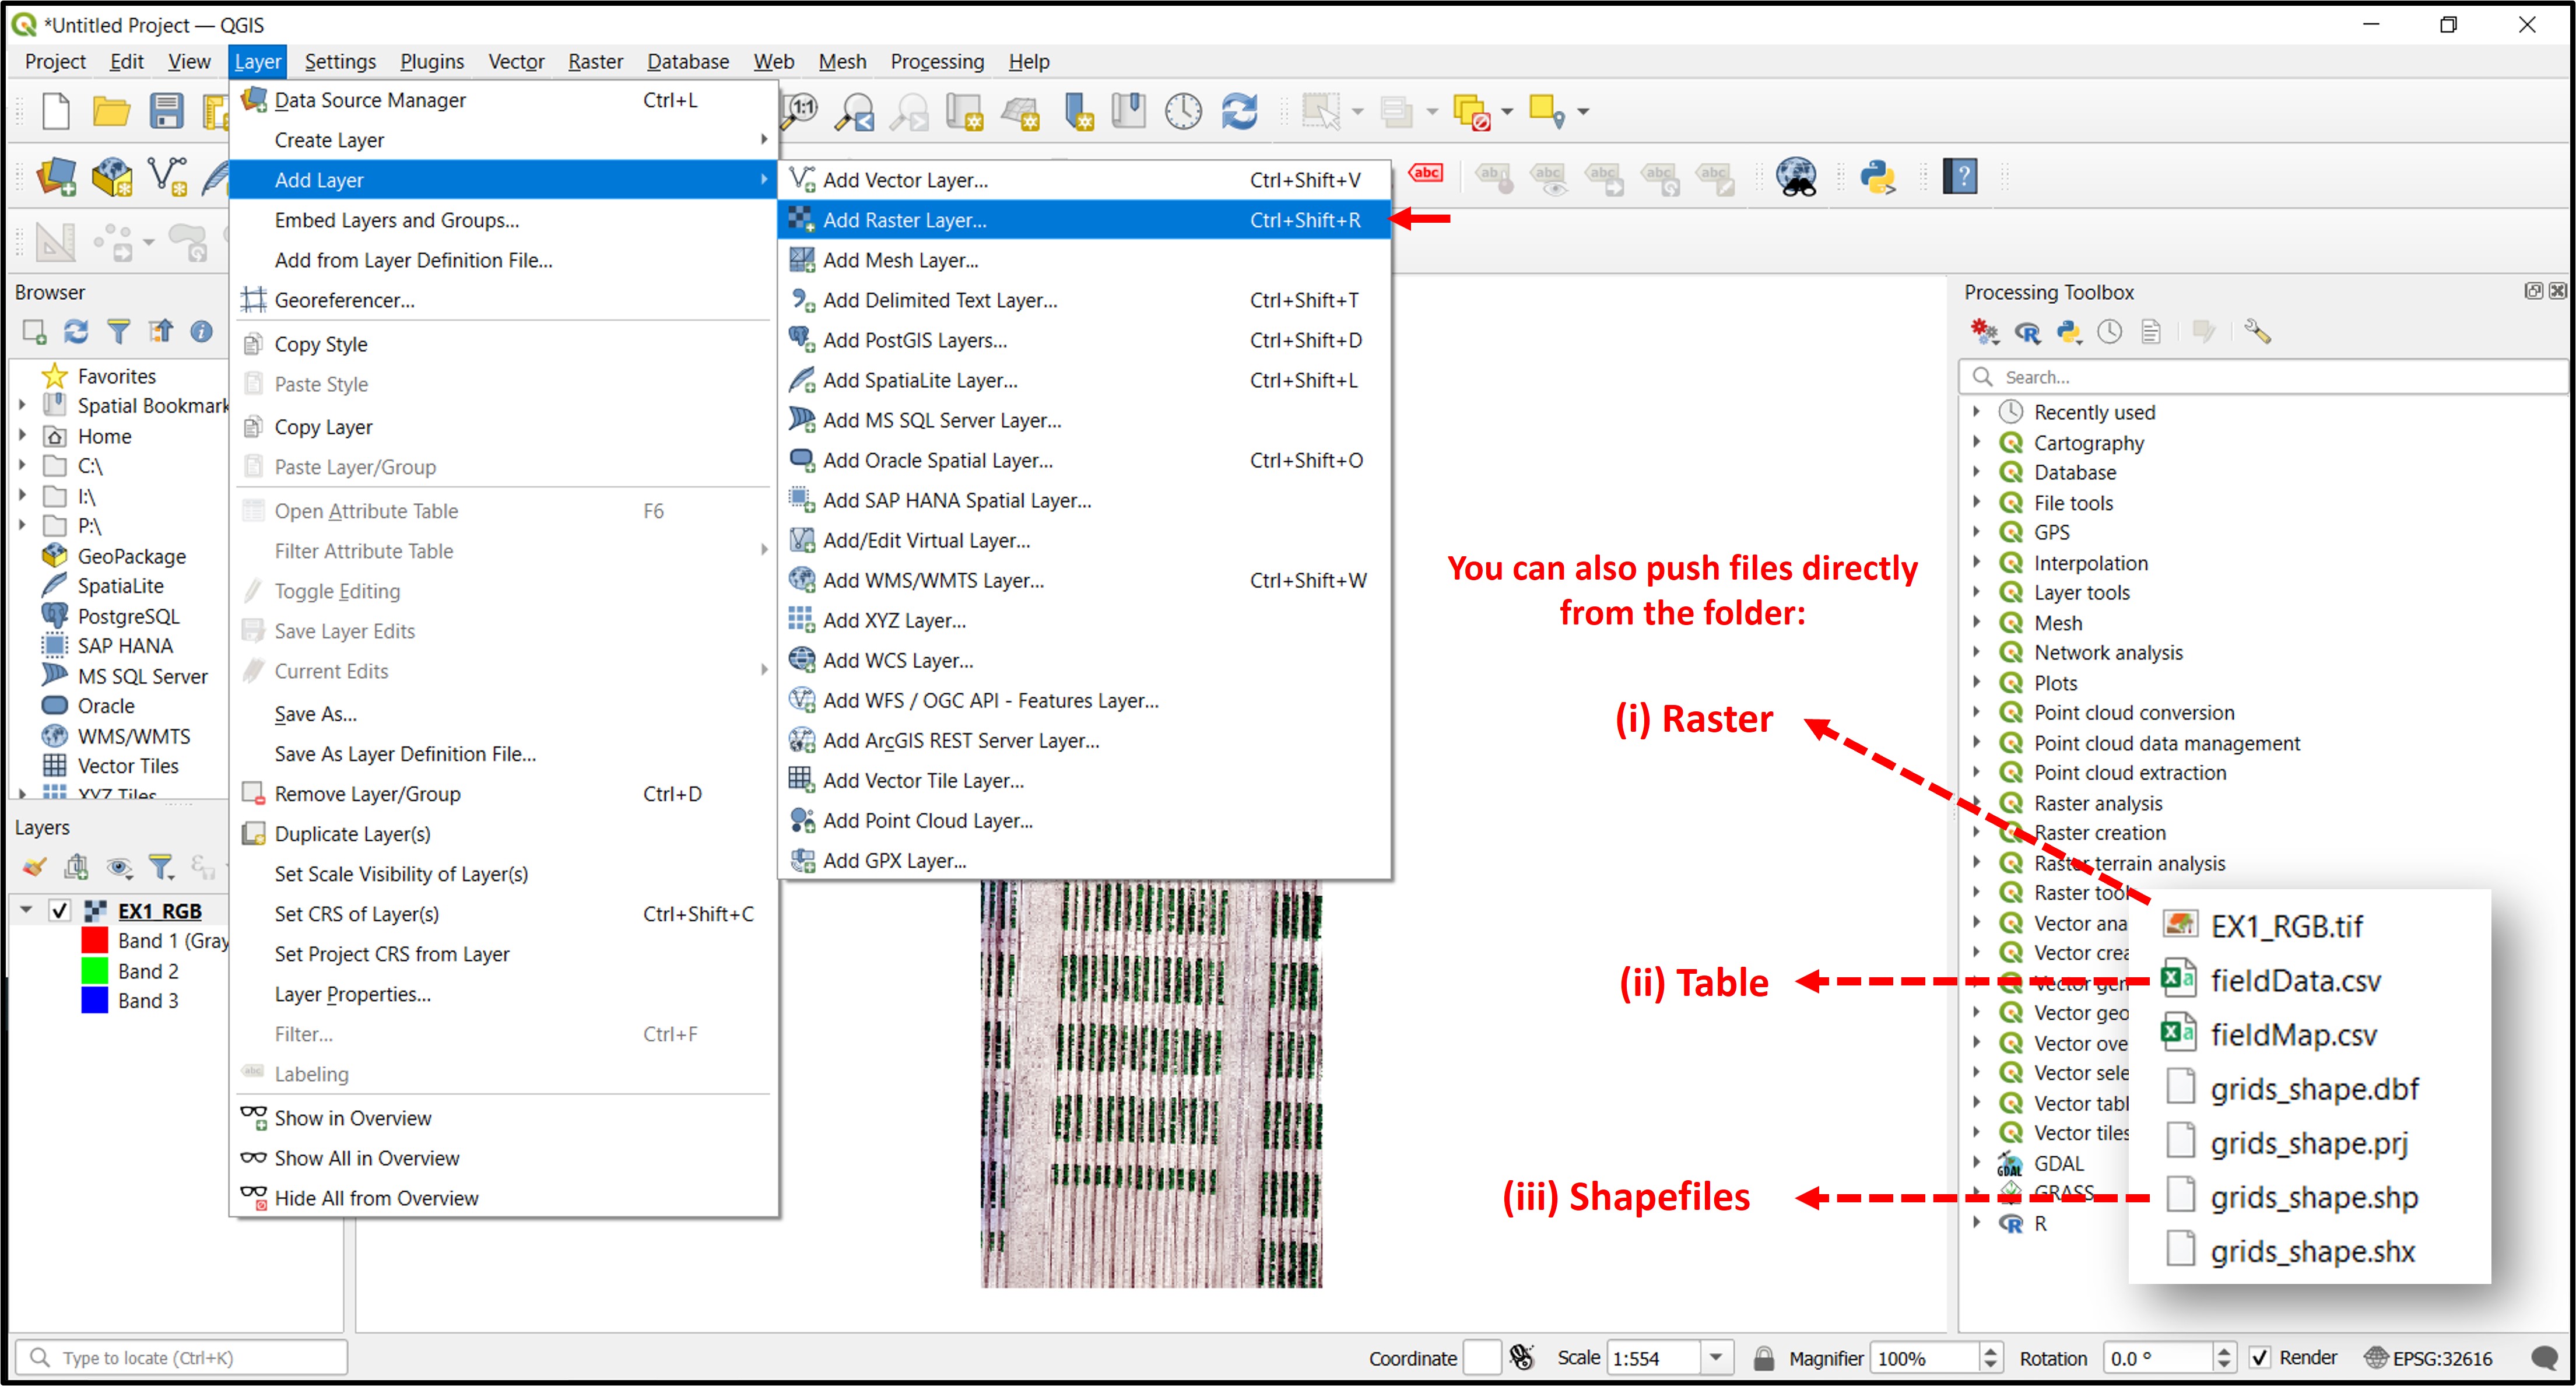 *Untitled Project — QGIS
Project Edit View Layer Settings Plugins Vector Raster Database Web Mesh Processing Help
Data Source Manager Ctrl+L
Create Layer
Add Layer
Embed Layers and Groups...
Add from Layer Definition File...
Georeferencer...
Copy Style
Paste Style
Copy Layer
Paste Layer/Group
Open Attribute Table F6
Filter Attribute Table
Toggle Editing
Save Layer Edits
Current Edits
Save As...
Save As Layer Definition File...
Remove Layer/Group Ctrl+D
Duplicate Layer(s)
Set Scale Visibility of Layer(s)
Set CRS of Layer(s) Ctrl+Shift+C
Set Project CRS from Layer
Layer Properties...
Filter... Ctrl+F
abc Labeling
Show in Overview
Show All in Overview
Hide All from Overview
Add Vector Layer... Ctrl+Shift+V
Add Raster Layer... Ctrl+Shift+R
Add Mesh Layer...
Add Delimited Text Layer... Ctrl+Shift+T
Add PostGIS Layers... Ctrl+Shift+D
Add SpatiaLite Layer... Ctrl+Shift+L
Add MS SQL Server Layer...
Add Oracle Spatial Layer... Ctrl+Shift+O
Add SAP HANA Spatial Layer...
Add/Edit Virtual Layer...
Add WMS/WMTS Layer... Ctrl+Shift+W
Add XYZ Layer...
Add WCS Layer...
Add WFS / OGC API - Features Layer...
Add ArcGIS REST Server Layer...
Add Vector Tile Layer...
Add Point Cloud Layer...
Add GPX Layer...
1:1
abc ab abc abc abc abc
Browser
Favorites
Spatial Bookmark
Home
C:\
I:\
P:\
GeoPackage
SpatiaLite
PostgreSQL
SAP HANA
MS SQL Server
Oracle
WMS/WMTS
Vector Tiles
XYZ Tiles
Layers
EX1_RGB
Band 1 (Gray
Band 2
Band 3
You can also push files directly
from the folder:
(i) Raster
(ii) Table
(iii) Shapefiles
Processing Toolbox
Search...
Recently used
Cartography
Database
File tools
GPS
Interpolation
Layer tools
Mesh
Network analysis
Plots
Point cloud conversion
Point cloud data management
Point cloud extraction
Raster analysis
Raster creation
Raster terrain analysis
Raster tool
Vector ana
Vector crea
Vector gen
Vector geo
Vector ove
Vector sele
Vector tabl
Vector tiles
GDAL GDAL
GRASS
R R
EX1_RGB.tif
fieldData.csv
fieldMap.csv
grids_shape.dbf
grids_shape.prj
grids_shape.shp
grids_shape.shx
Type to locate (Ctrl+K)
Coordinate Scale 1:554 Magnifier 100% Rotation 0.0 ° Render EPSG:32616